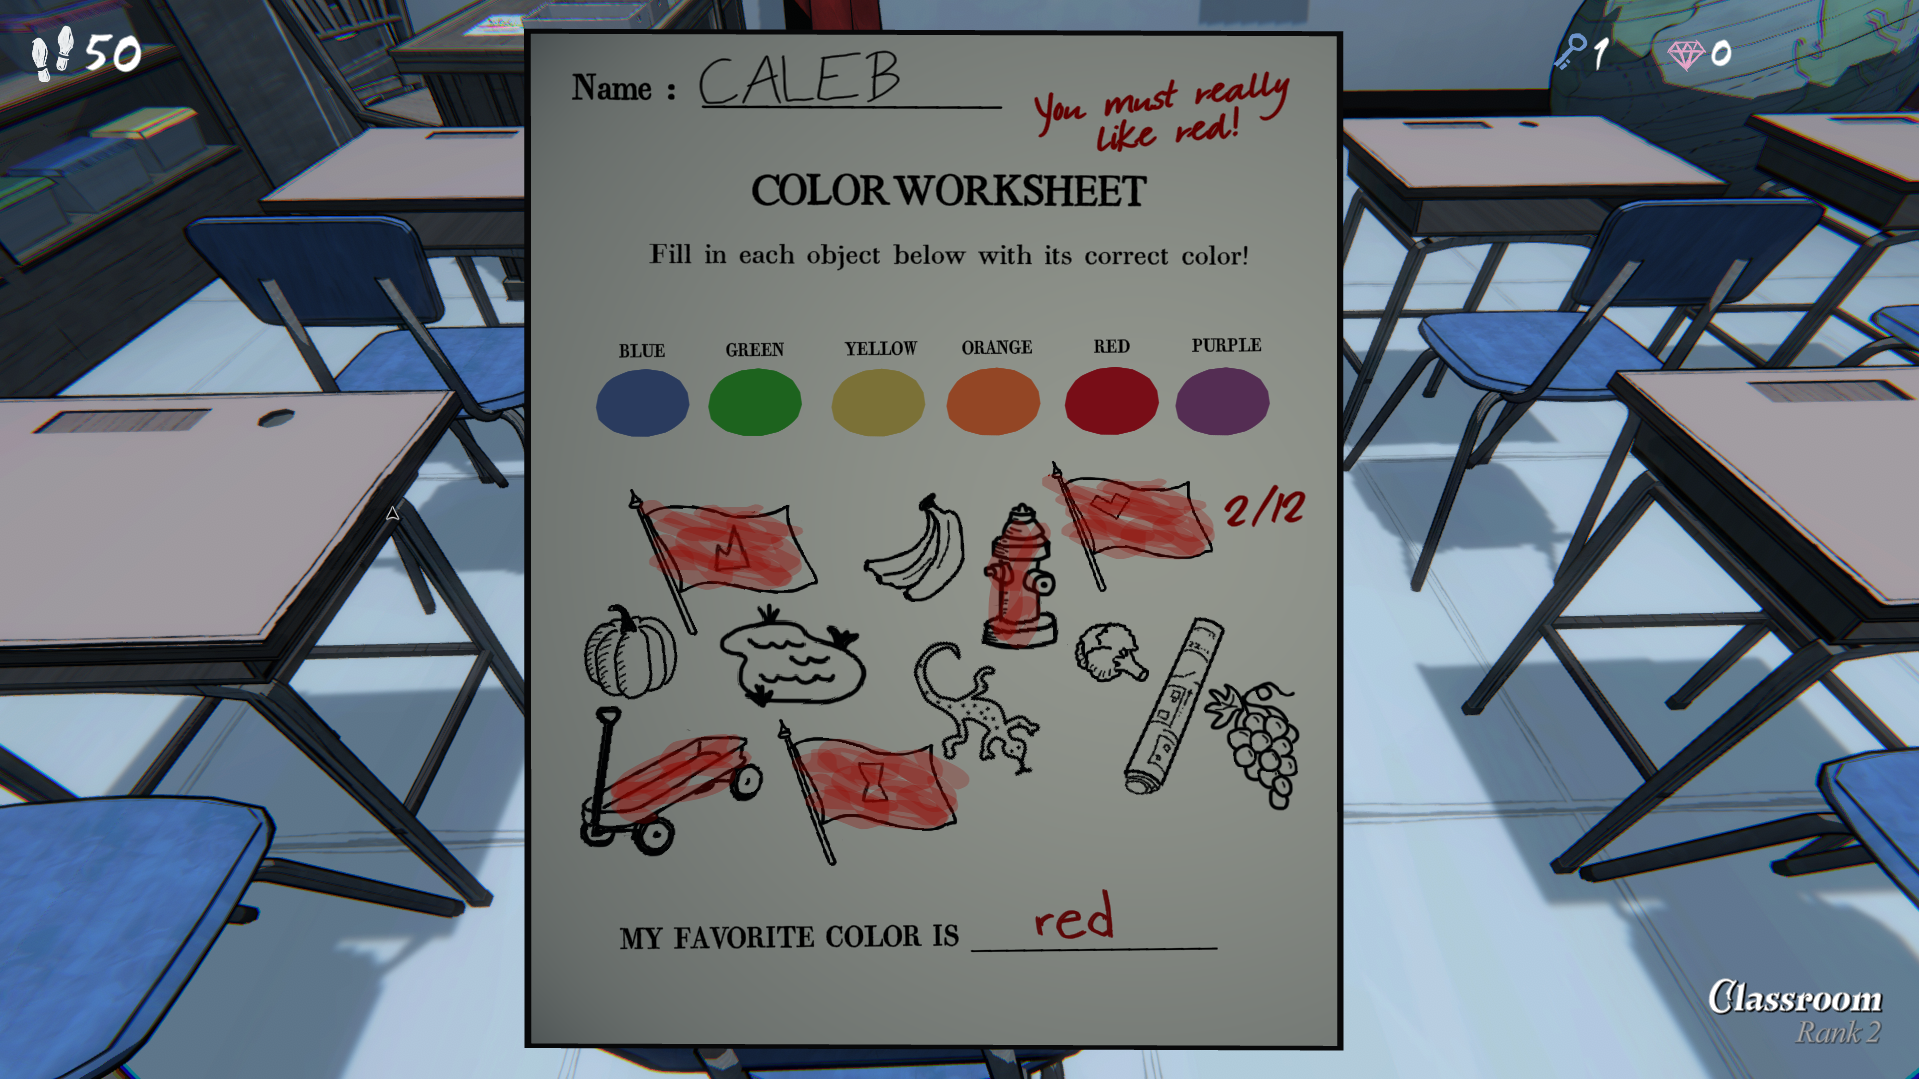 50
1
0
Name : CALEB
You must really
like red!
COLOR WORKSHEET
Fill in each object below with its correct color!
BLUE GREEN YELLOW ORANGE RED PURPLE
2/12
MY FAVORITE COLOR IS red
Classroom
Rank 2